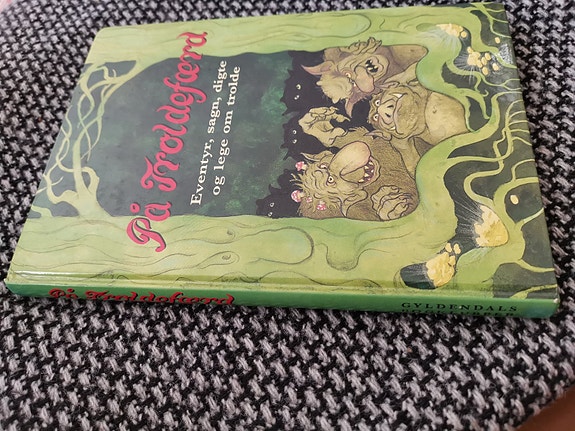 På Troldefærd
Eventyr, sagn, digte
og lege om trolde
På Troldefærd
GYLDENDALS